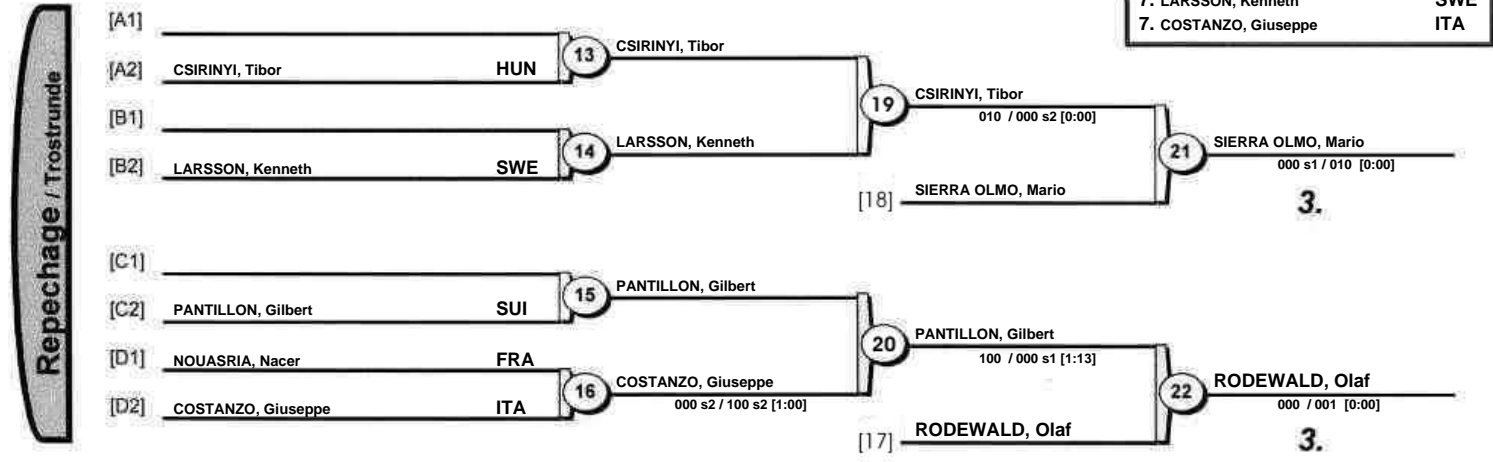 7. LARSSON, Kenneth SWE
7. COSTANZO, Giuseppe ITA
Repechage / Trostrunde
[A1]
[A2] CSIRINYI, Tibor HUN
13 CSIRINYI, Tibor
[B1]
[B2] LARSSON, Kenneth SWE
14 LARSSON, Kenneth
19 CSIRINYI, Tibor
010 / 000 s2 [0:00]
[18] SIERRA OLMO, Mario
21 SIERRA OLMO, Mario
000 s1 / 010 [0:00]
3.
[C1]
[C2] PANTILLON, Gilbert SUI
15 PANTILLON, Gilbert
[D1] NOUASRIA, Nacer FRA
[D2] COSTANZO, Giuseppe ITA
16 COSTANZO, Giuseppe
000 s2 / 100 s2 [1:00]
20 PANTILLON, Gilbert
100 / 000 s1 [1:13]
[17] RODEWALD, Olaf
22 RODEWALD, Olaf
000 / 001 [0:00]
3.